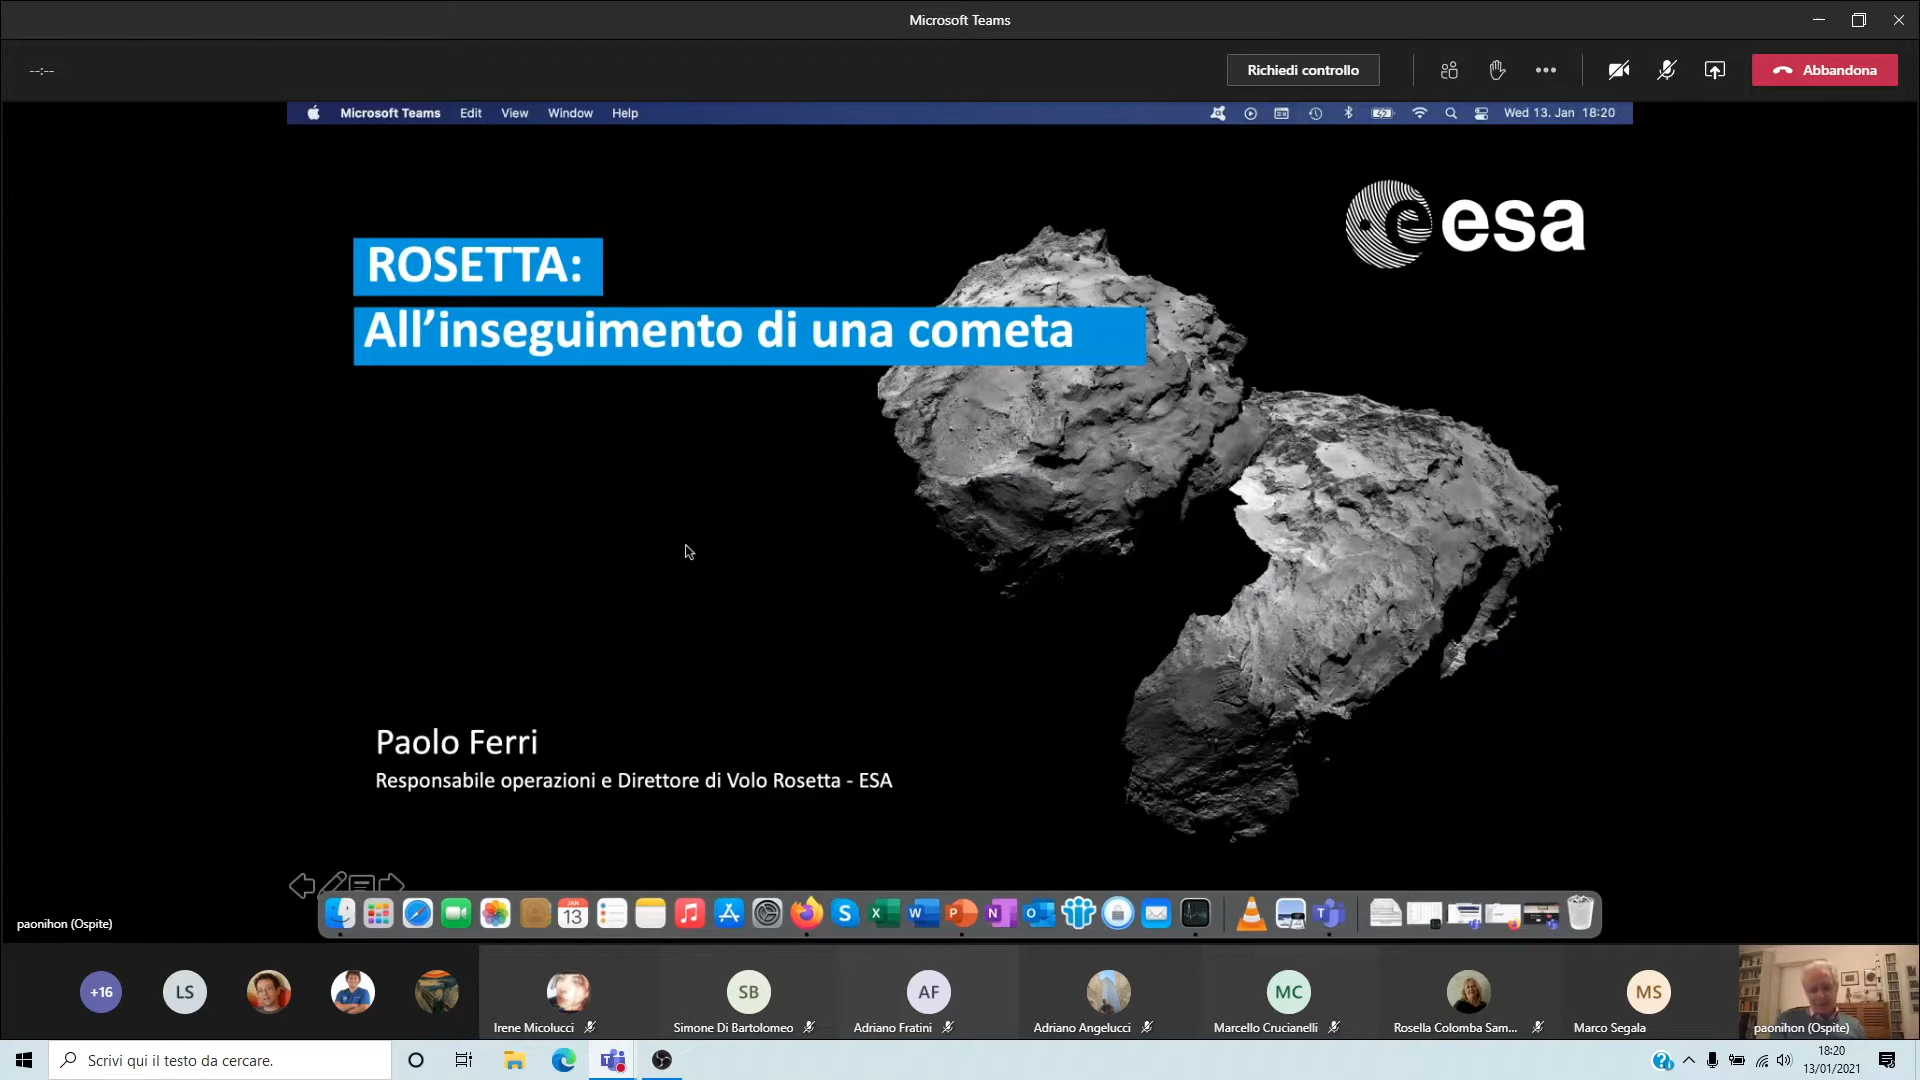 Microsoft Teams
--:--
Richiedi controllo
Abbandona
Microsoft Teams Edit View Window Help
Wed 13. Jan 18:20
esa
ROSETTA:
All’inseguimento di una cometa
Paolo Ferri
Responsabile operazioni e Direttore di Volo Rosetta - ESA
paonihon (Ospite)
JAN
13
S X W P N O T
+16
LS
SB
AF
MC
MS
Irene Micolucci
Simone Di Bartolomeo
Adriano Fratini
Adriano Angelucci
Marcello Crucianelli
Rosella Colomba Sam...
Marco Segala
paonihon (Ospite)
Scrivi qui il testo da cercare.
18:20
13/01/2021